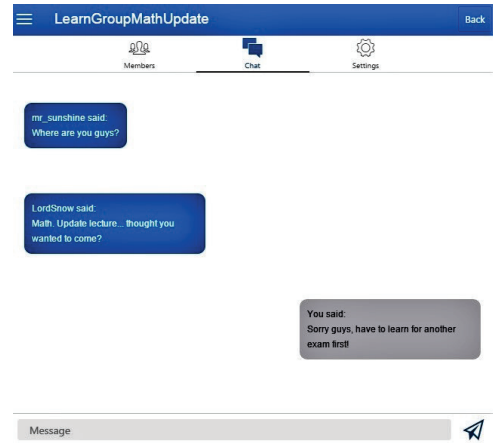 LearnGroupMathUpdate
Back
Members
Chat
Settings
mr_sunshine said:
Where are you guys?
LordSnow said:
Math. Update lecture... thought you
wanted to come?
You said:
Sorry guys, have to learn for another
exam first!
Message